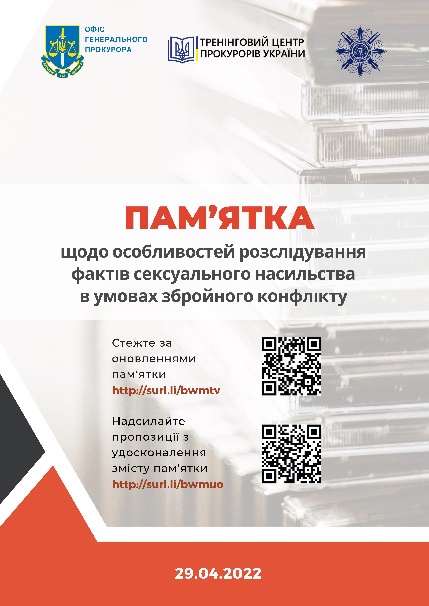 ОФІС
ГЕНЕРАЛЬНОГО
ПРОКУРОРА
ТРЕНІНГОВИЙ ЦЕНТР
ПРОКУРОРІВ УКРАЇНИ
ПАМ'ЯТКА
щодо особливостей розслідування
фактів сексуального насильства
в умовах збройного конфлікту
Стежте за
оновленнями
пам'ятки
http://surl.li/bwmtv
Надсилайте
пропозиції з
удосконалення
змісту пам'ятки
http://surl.li/bwmuo
29.04.2022